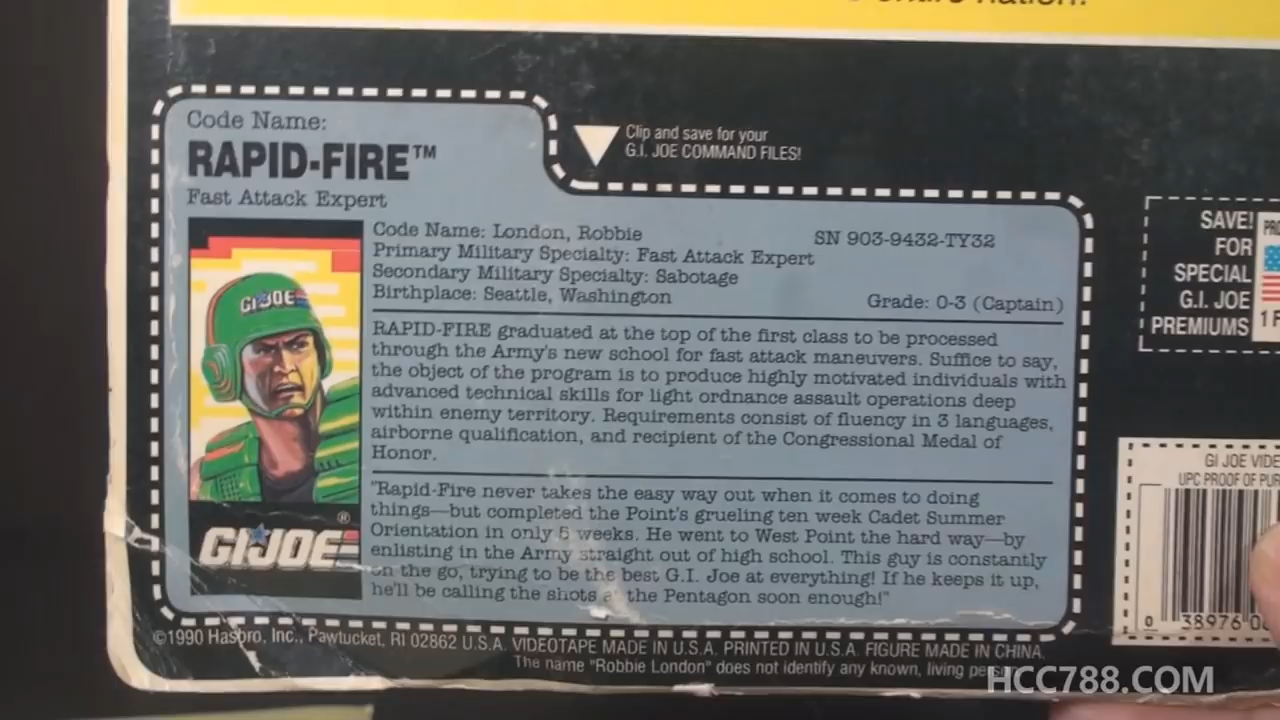 entire nation.
Code Name:
RAPID-FIRE™
Fast Attack Expert
Clip and save for your
G.I. JOE COMMAND FILES!
Code Name: London, Robbie
SN 903-9432-TY32
Primary Military Specialty: Fast Attack Expert
Secondary Military Specialty: Sabotage
Birthplace: Seattle, Washington
Grade: 0-3 (Captain)
RAPID-FIRE graduated at the top of the first class to be processed
through the Army's new school for fast attack maneuvers. Suffice to say,
the object of the program is to produce highly motivated individuals with
advanced technical skills for light ordnance assault operations deep
within enemy territory. Requirements consist of fluency in 3 languages,
airborne qualification, and recipient of the Congressional Medal of
Honor.
"Rapid-Fire never takes the easy way out when it comes to doing
things—but completed the Point's grueling ten week Cadet Summer
Orientation in only 5 weeks. He went to West Point the hard way—by
enlisting in the Army straight out of high school. This guy is constantly
on the go, trying to be the best G.I. Joe at everything! If he keeps it up,
he'll be calling the shots at the Pentagon soon enough!"
GI JOE
GI JOE®
SAVE!
FOR
SPECIAL
G.I. JOE
PREMIUMS
GI JOE VIDE
UPC PROOF OF PUR
0 38976 0
©1990 Hasbro, Inc., Pawtucket, RI 02862 U.S.A. VIDEOTAPE MADE IN U.S.A. PRINTED IN U.S.A. FIGURE MADE IN CHINA.
The name "Robbie London" does not identify any known, living
HCC788.COM